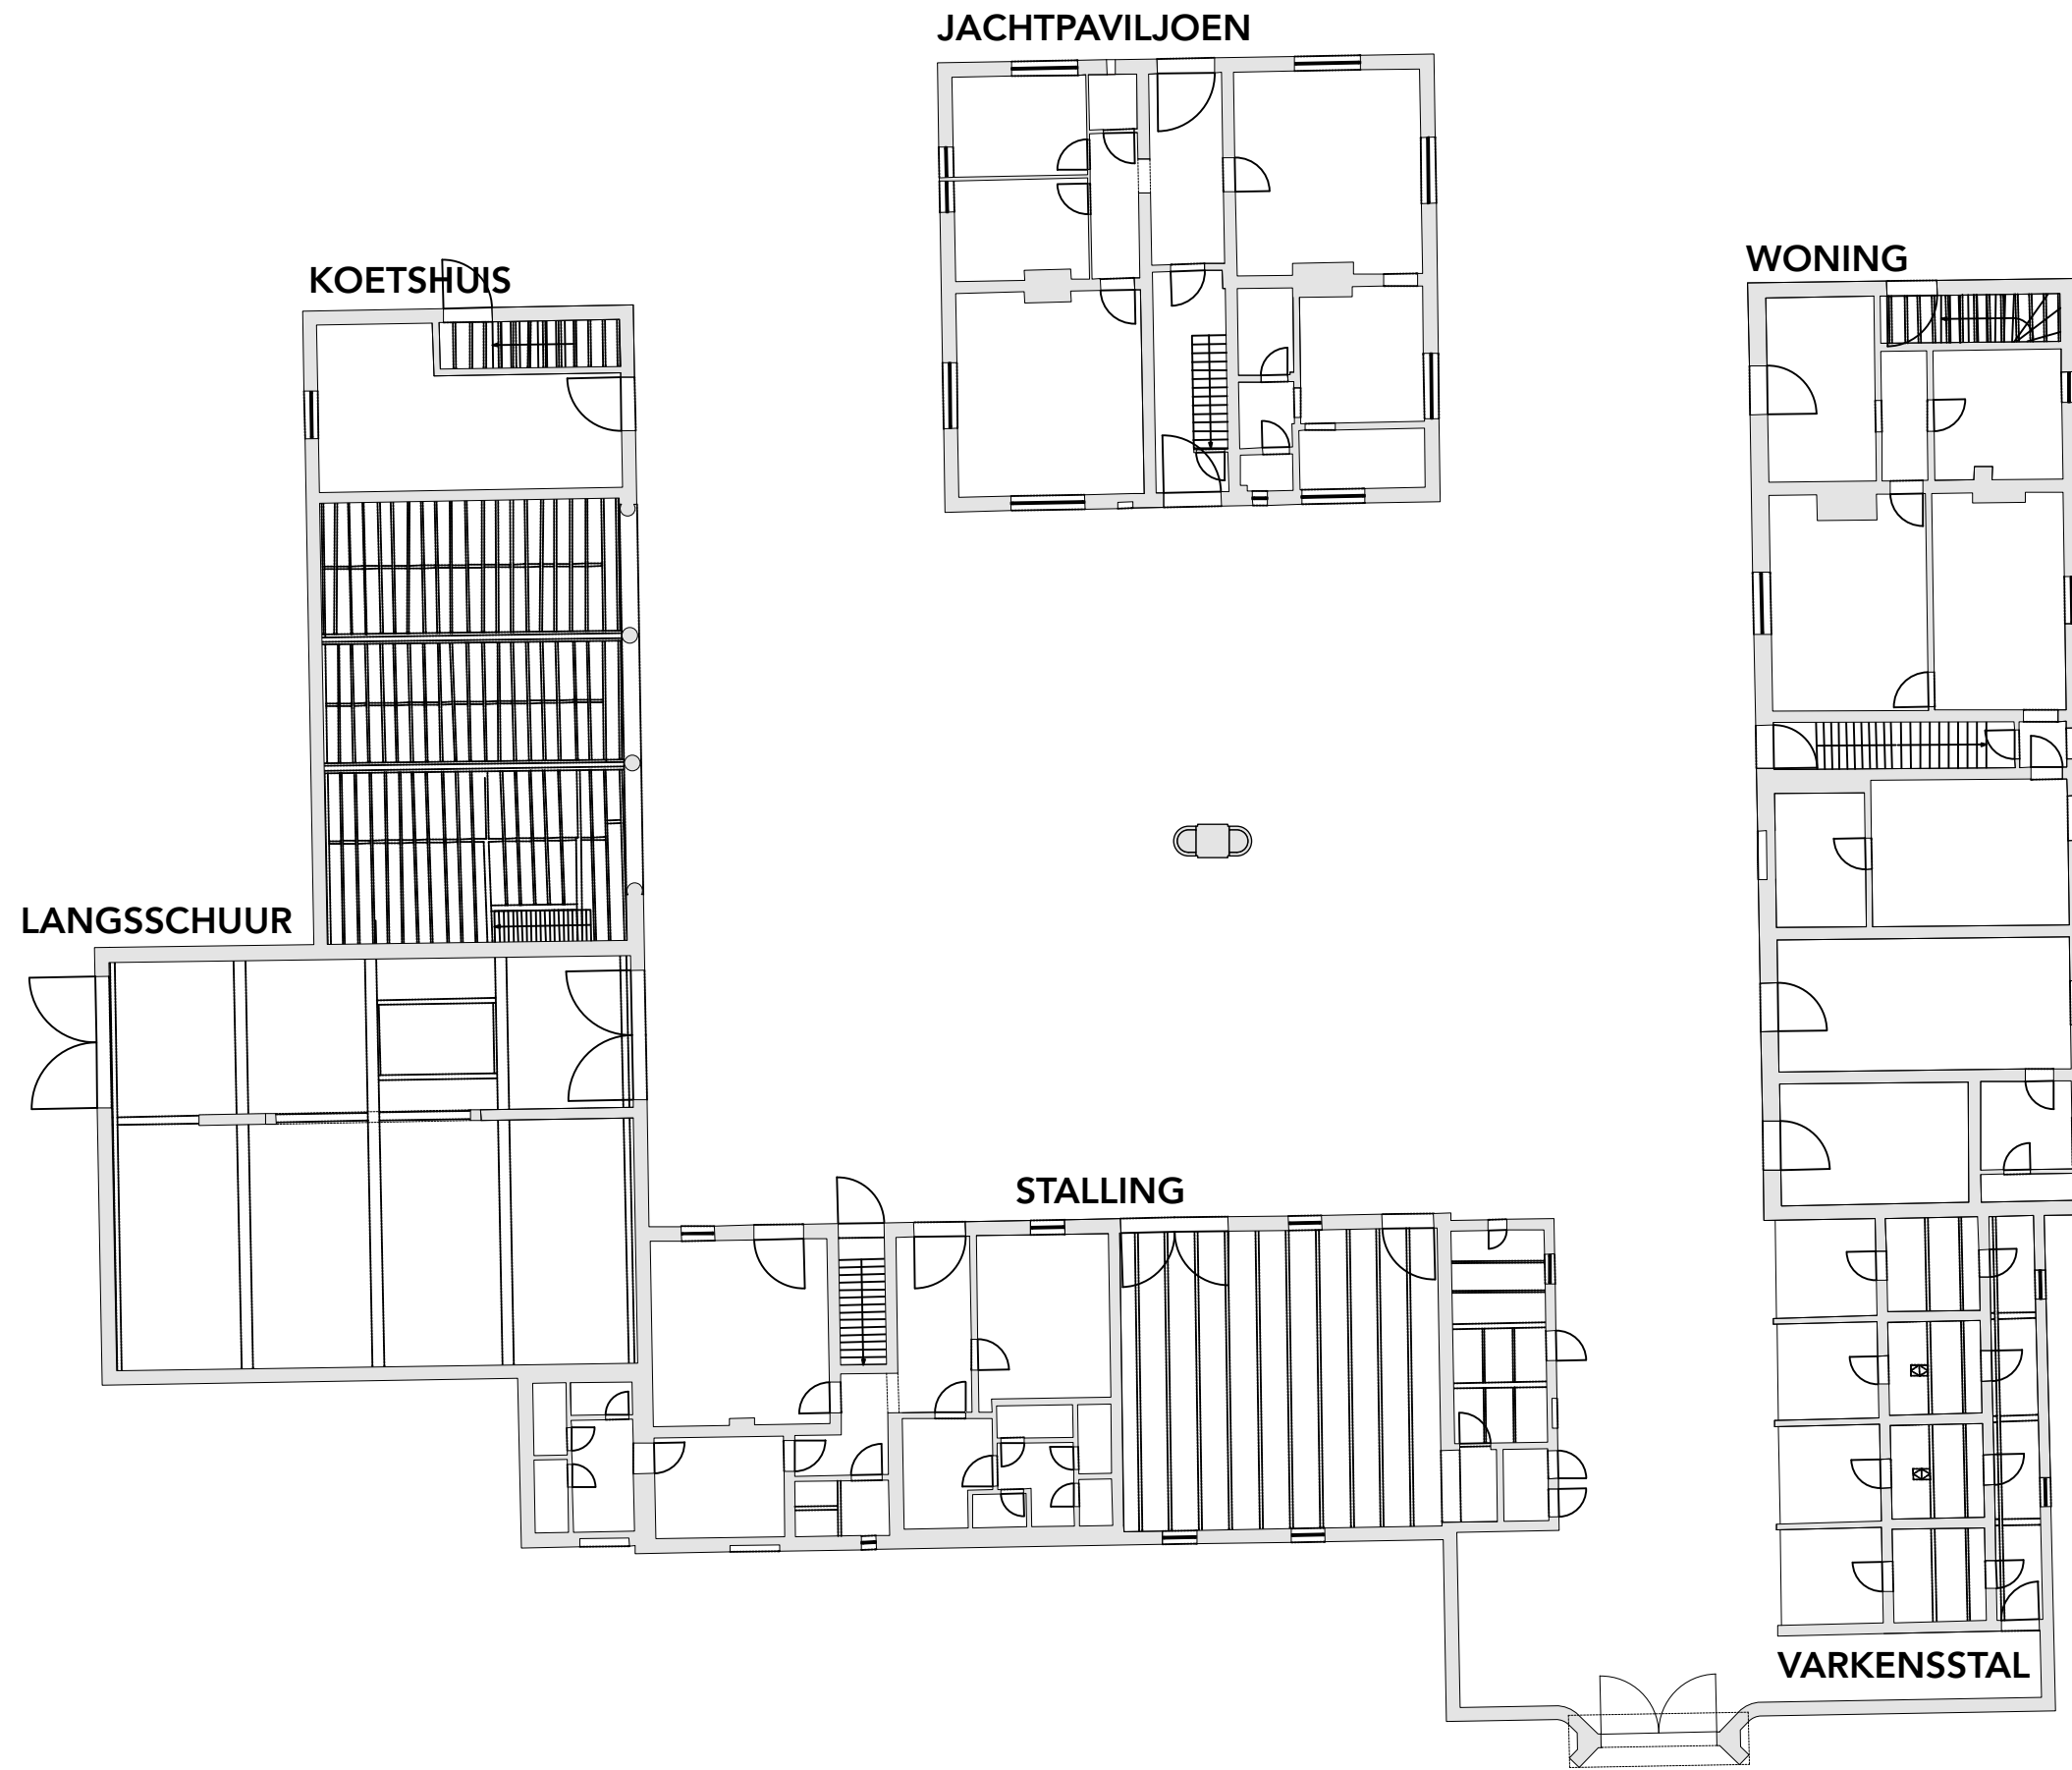 JACHTPAVILJOEN
WONING
KOETSHUIS
LANGSSCHUUR
STALLING
VARKENSSTAL